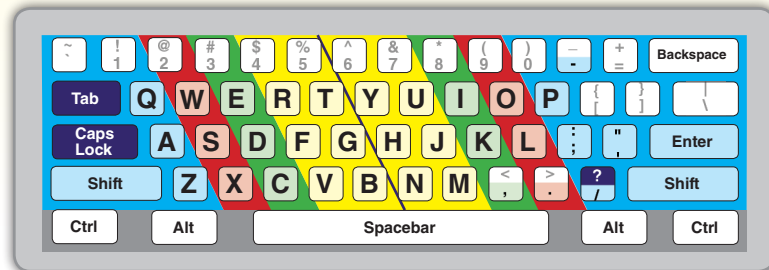 ~ ` ! 1 @ 2 # 3 $ 4 % 5 ^ 6 & 7 * 8 ( 9 ) 0 _ - + = Backspace
Tab Q W E R T Y U I O P { [ } ] | \
Caps Lock A S D F G H J K L : ; " ' Enter
Shift Z X C V B N M < , > . ? / Shift
Ctrl Alt Spacebar Alt Ctrl